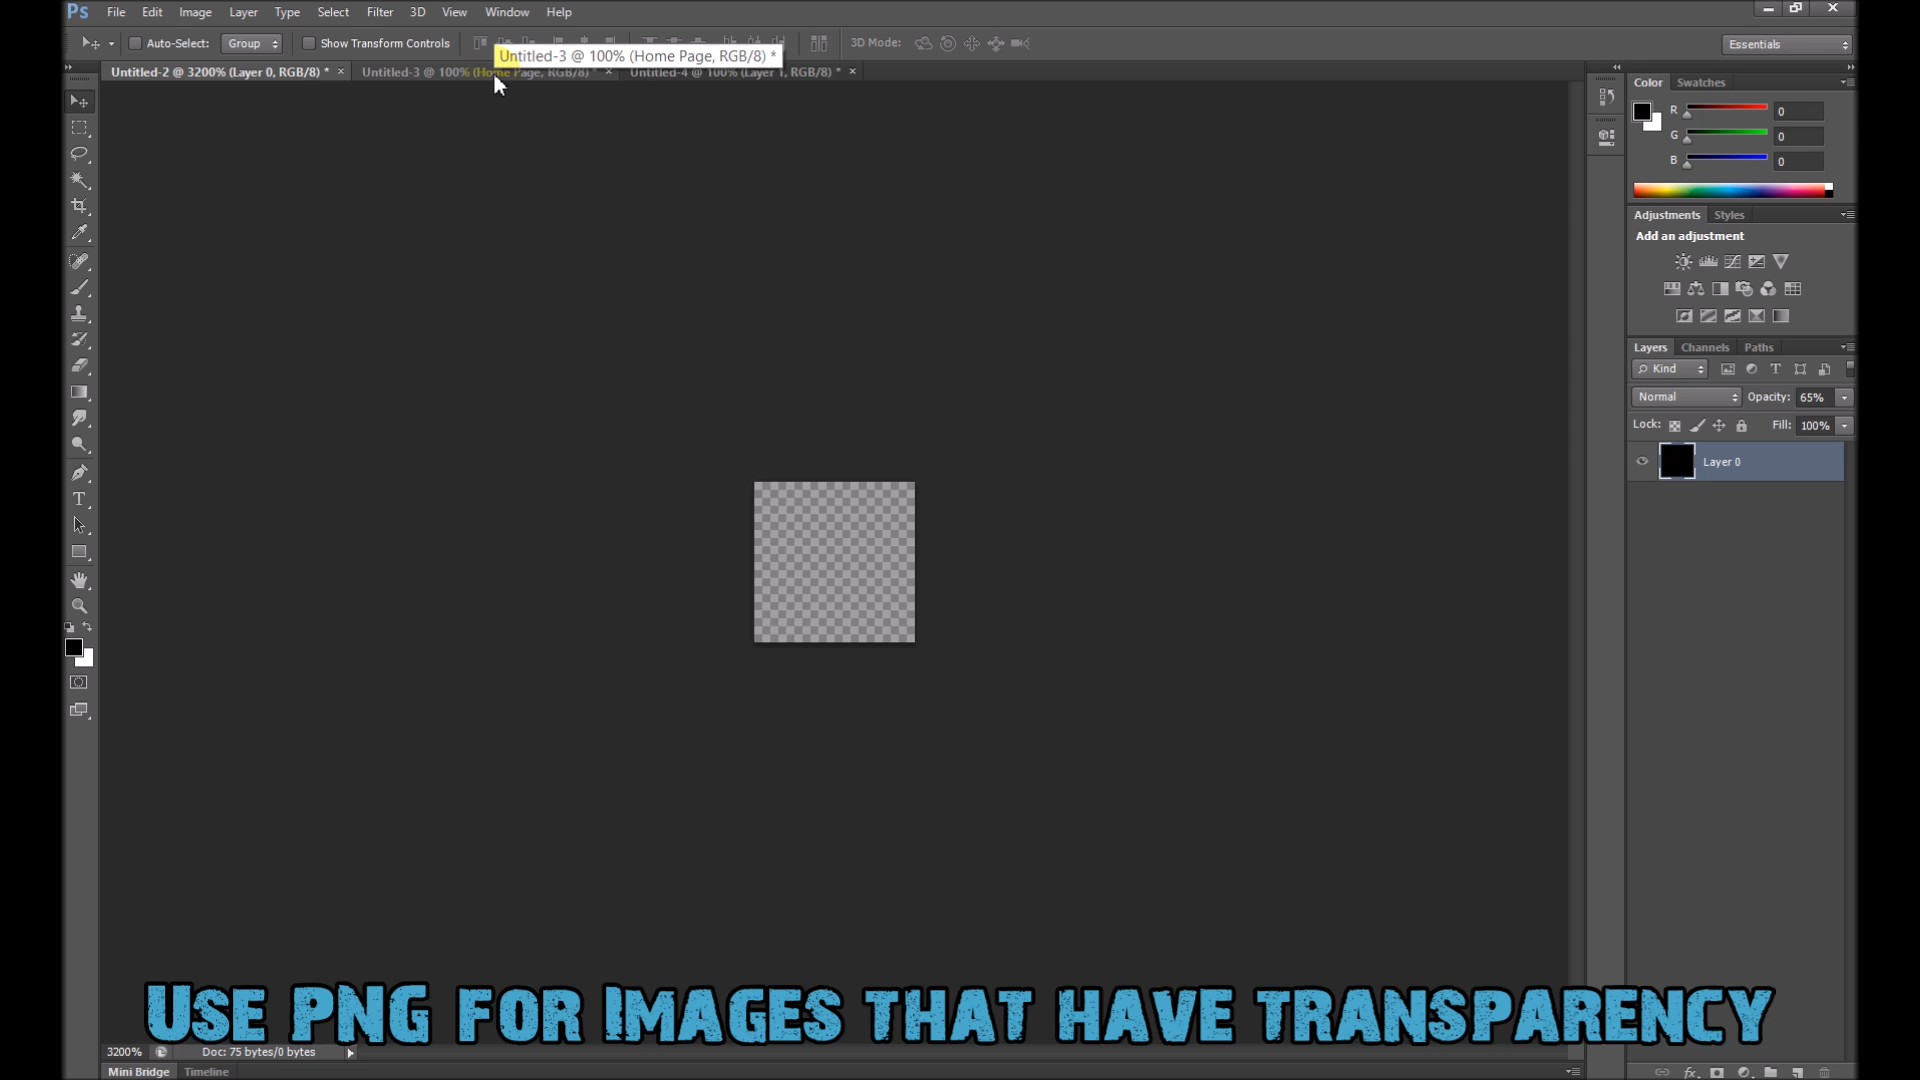 Ps File Edit Image Layer Type Select Filter 3D View Window Help
Auto-Select: Group Show Transform Controls 3D Mode: Essentials
Untitled-3 @ 100% (Home Page, RGB/8) *
Untitled-2 @ 3200% (Layer 0, RGB/8) * × Untitled-3 @ 100% (Home Page, RGB/8) * × Untitled-4 @ 100% (Layer 1, RGB/8) * ×
Color Swatches
R 0
G 0
B 0
Adjustments Styles
Add an adjustment
Layers Channels Paths
Kind
Normal Opacity: 65%
Lock: Fill: 100%
Layer 0
USE PNG FOR IMAGES THAT HAVE TRANSPARENCY
3200% Doc: 75 bytes/0 bytes
Mini Bridge Timeline